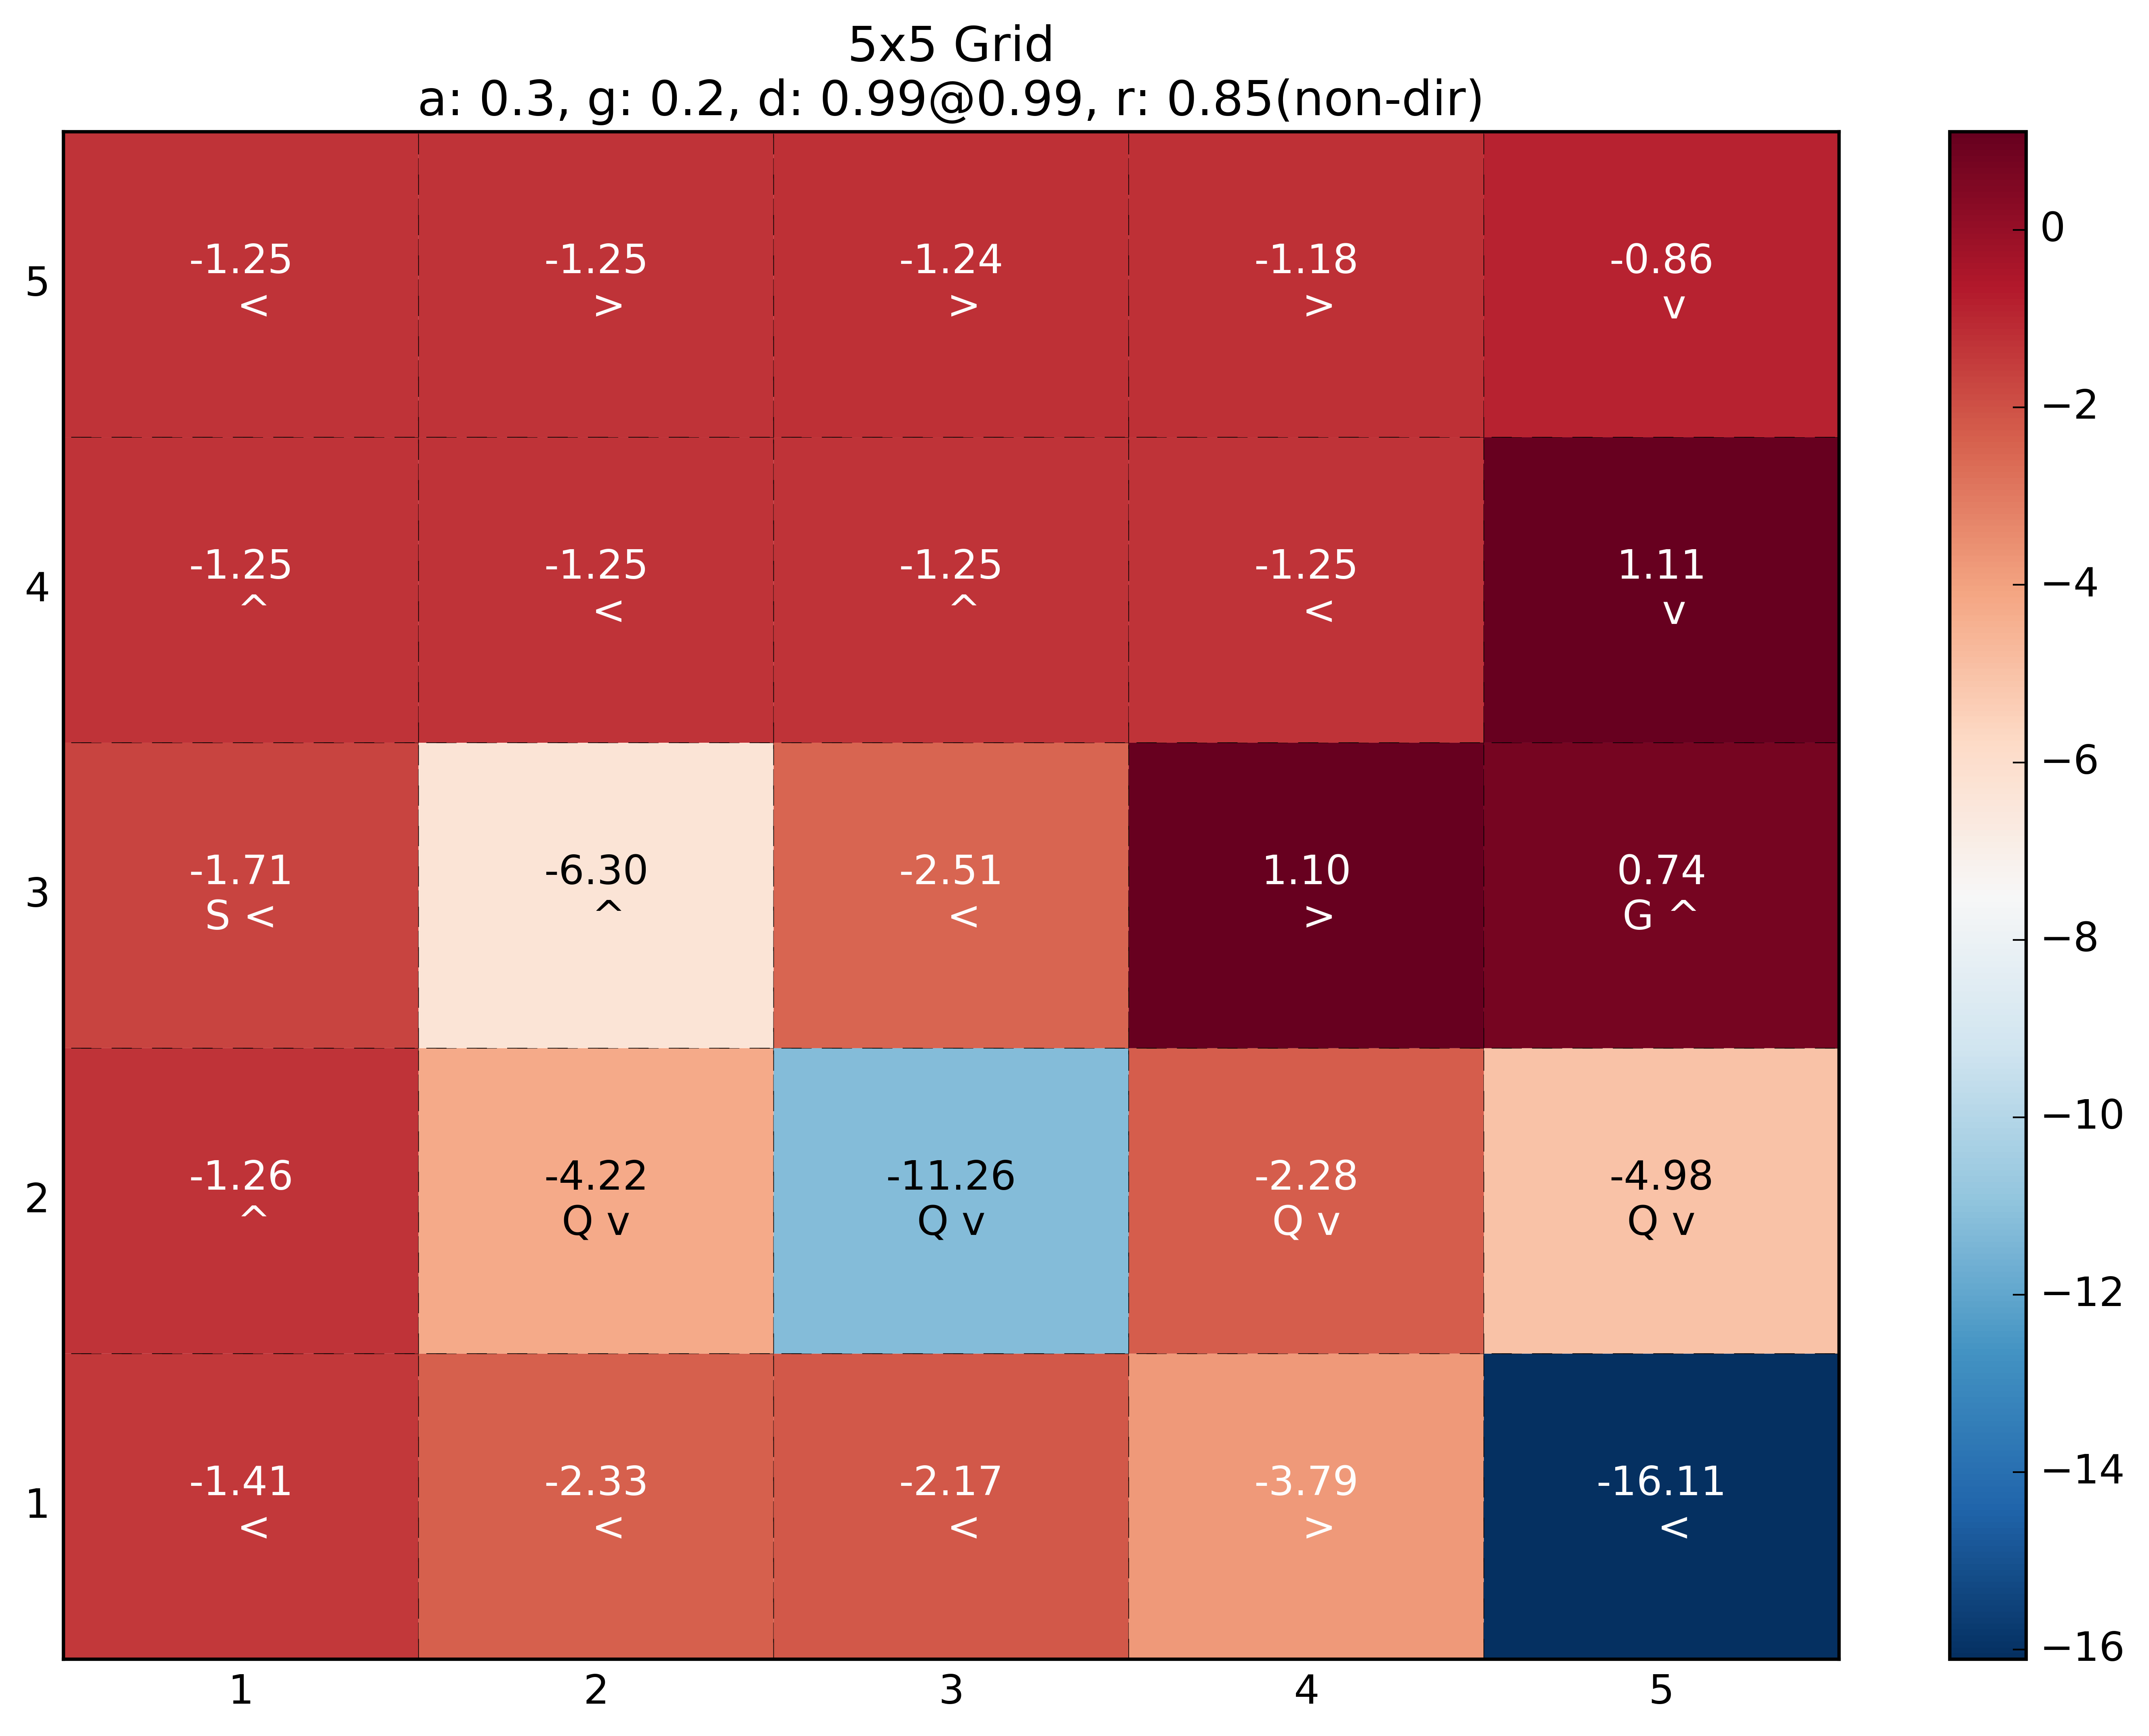 5x5 Grid
a: 0.3, g: 0.2, d: 0.99@0.99, r: 0.85(non-dir)
5
-1.25 -1.25 -1.24 -1.18 -0.86
< > > > v
4
-1.25 -1.25 -1.25 -1.25 1.11
^ < ^ < v
3
-1.71 -6.30 -2.51 1.10 0.74
S < ^ < > G ^
2
-1.26 -4.22 -11.26 -2.28 -4.98
^ Q v Q v Q v Q v
1
-1.41 -2.33 -2.17 -3.79 -16.11
< < < > <
1 2 3 4 5
0
−2
−4
−6
−8
−10
−12
−14
−16